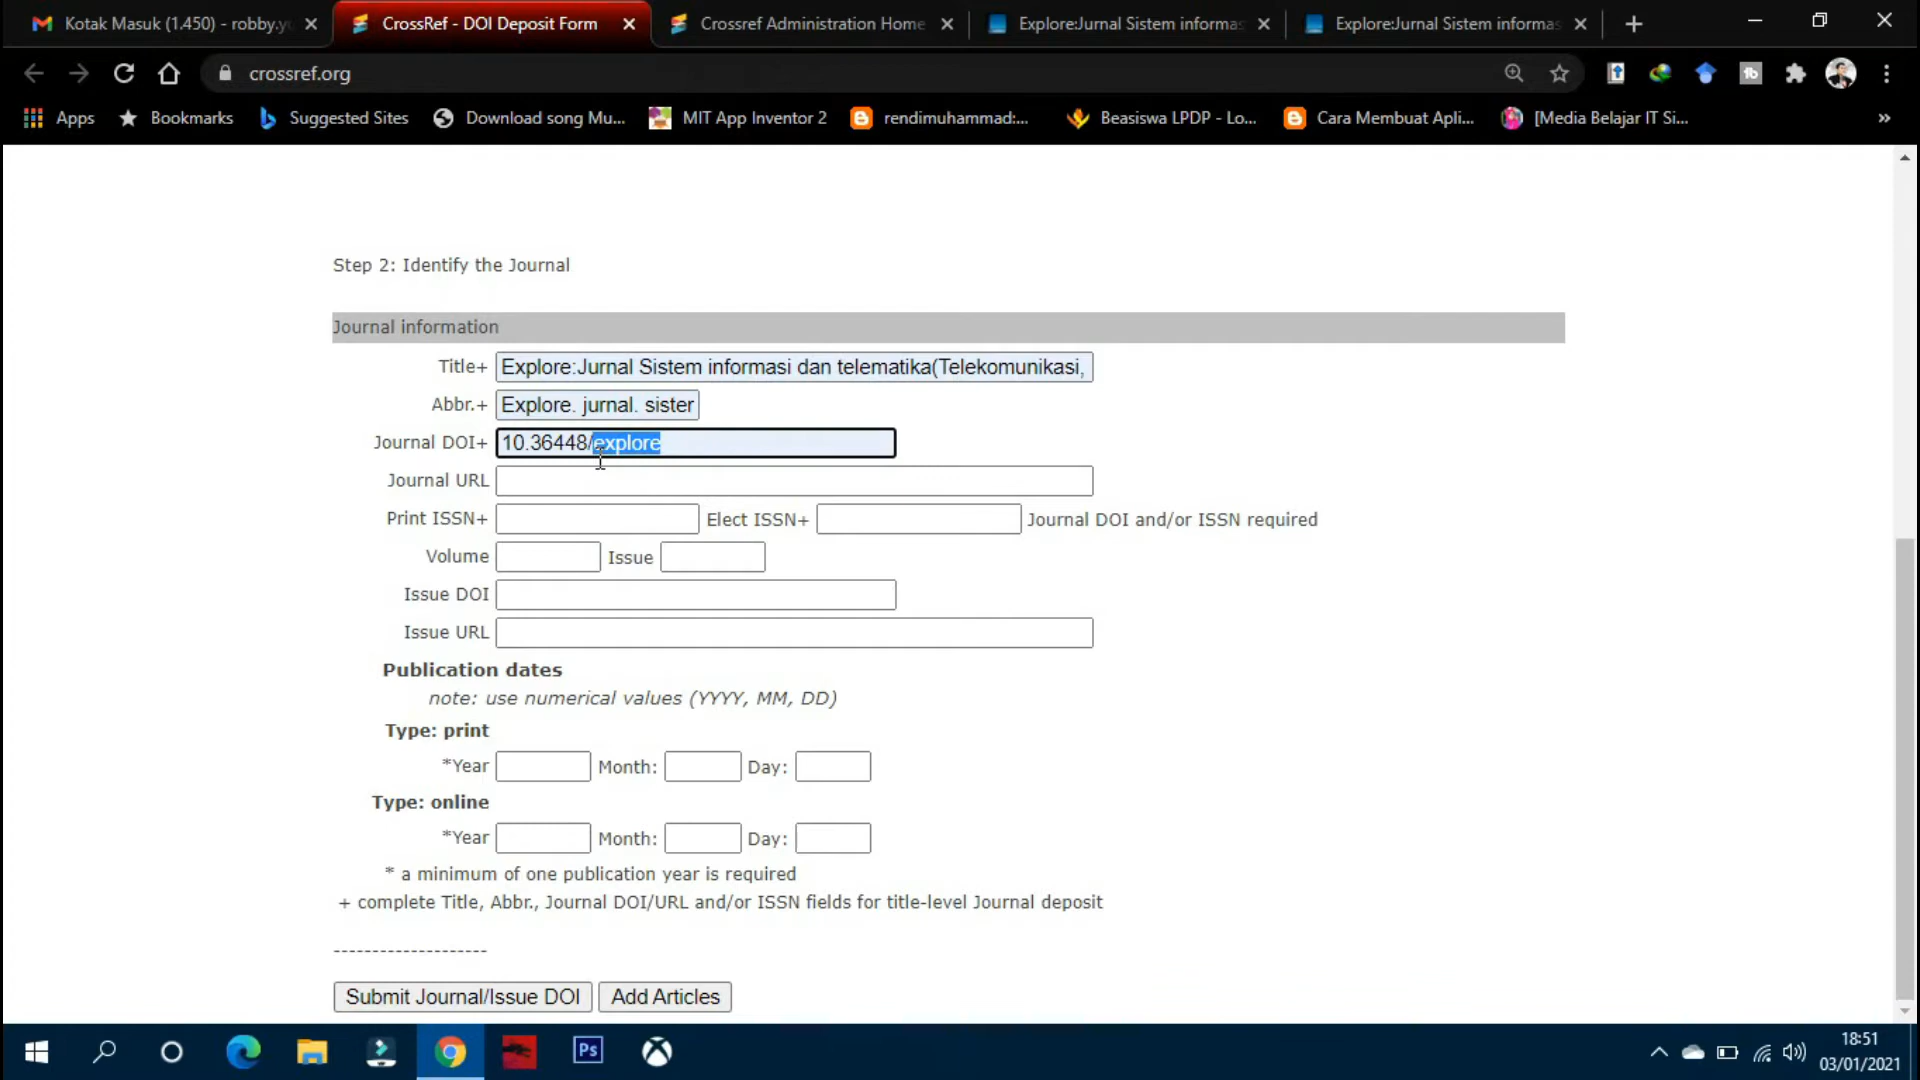 Kotak Masuk (1.450) - robby.y
CrossRef - DOI Deposit Form
Crossref Administration Home
Explore:Jurnal Sistem informas
Explore:Jurnal Sistem informas
crossref.org
Apps
Bookmarks
Suggested Sites
Download song Mu...
MIT App Inventor 2
rendimuhammad:...
Beasiswa LPDP - Lo...
Cara Membuat Apli...
[Media Belajar IT Si...
»
Step 2: Identify the Journal
Journal information
Title+ Explore:Jurnal Sistem informasi dan telematika(Telekomunikasi,
Abbr.+ Explore. jurnal. sister
Journal DOI+ 10.36448/explore
Journal URL
Print ISSN+ Elect ISSN+ Journal DOI and/or ISSN required
Volume Issue
Issue DOI
Issue URL
Publication dates
note: use numerical values (YYYY, MM, DD)
Type: print
*Year Month: Day:
Type: online
*Year Month: Day:
* a minimum of one publication year is required
+ complete Title, Abbr., Journal DOI/URL and/or ISSN fields for title-level Journal deposit
--------------------
Submit Journal/Issue DOI Add Articles
Ps
18:51
03/01/2021